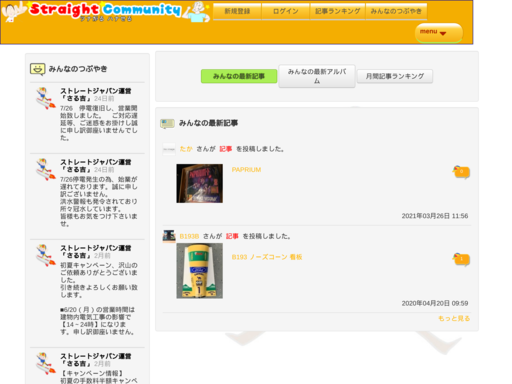 Straight Community
新規登録
ログイン
記事ランキング
みんなのつぶやき
menu
みんなのつぶやき
ストレートジャパン運営
「さる吉」 24日前
7/26 停電復旧し、営業開
始致しました。 ご対応遅
延等、ご迷惑をお掛けし誠
に申し訳御座いませんでし
た。
ストレートジャパン運営
「さる吉」 24日前
7/26停電発生の為、始業が
遅れております。誠に申し
訳ございません。
洪水警報も発令されており
所々冠水しています。
皆様もお気をつけ下さいま
せ。
ストレートジャパン運営
「さる吉」 2月前
初夏キャンペーン、沢山の
ご依頼ありがとうございま
した。
引き続きよろしくお願い致
します。
■6/20（月）の営業時間は
建物内電気工事の影響で
【14－24時】になりま
す。申し訳御座いません。
ストレートジャパン運営
「さる吉」 2月前
【キャンペーン情報】
初夏の手数料半額キャンペ
みんなの最新記事
みんなの最新アルバ
ム
月間記事ランキング
みんなの最新記事
たか さんが 記事 を投稿しました。
PAPRIUM
2021年03月26日 11:56
B193B さんが 記事 を投稿しました。
B193 ノーズコーン 看板
2020年04月20日 09:59
もっと見る